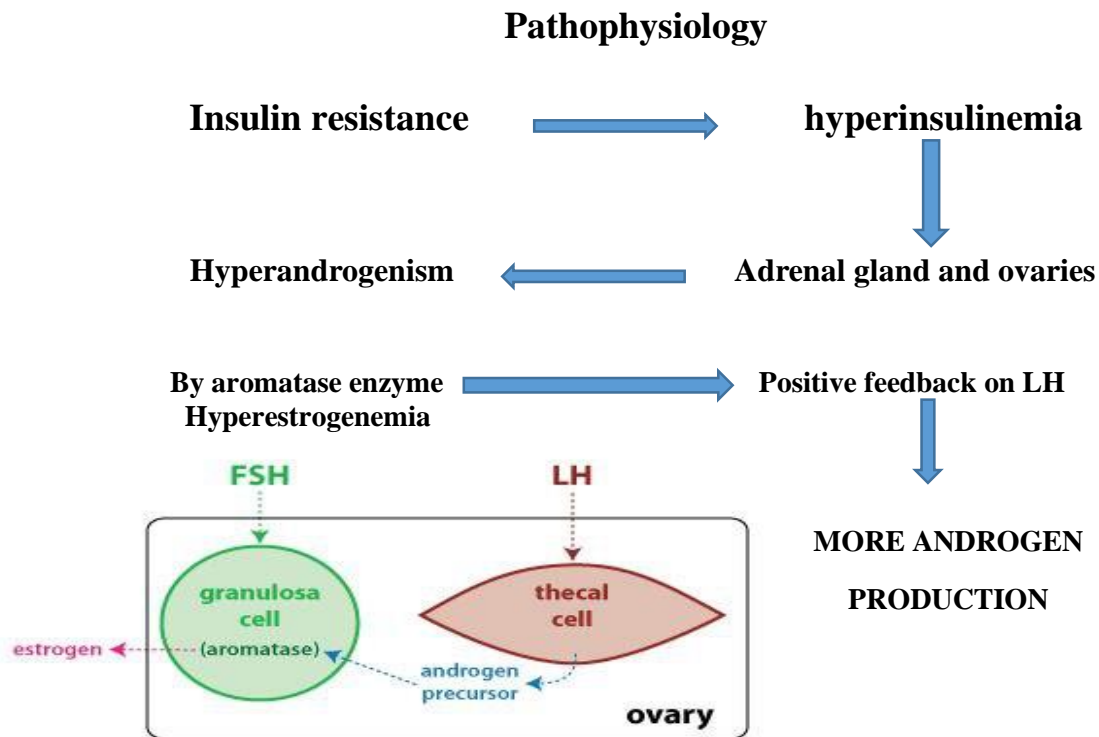 Pathophysiology
Insulin resistance
hyperinsulinemia
Hyperandrogenism
Adrenal gland and ovaries
By aromatase enzyme
Hyperestrogenemia
Positive feedback on LH
MORE ANDROGEN
PRODUCTION
FSH
LH
granulosa
cell
(aromatase)
thecal
cell
estrogen
androgen
precursor
ovary